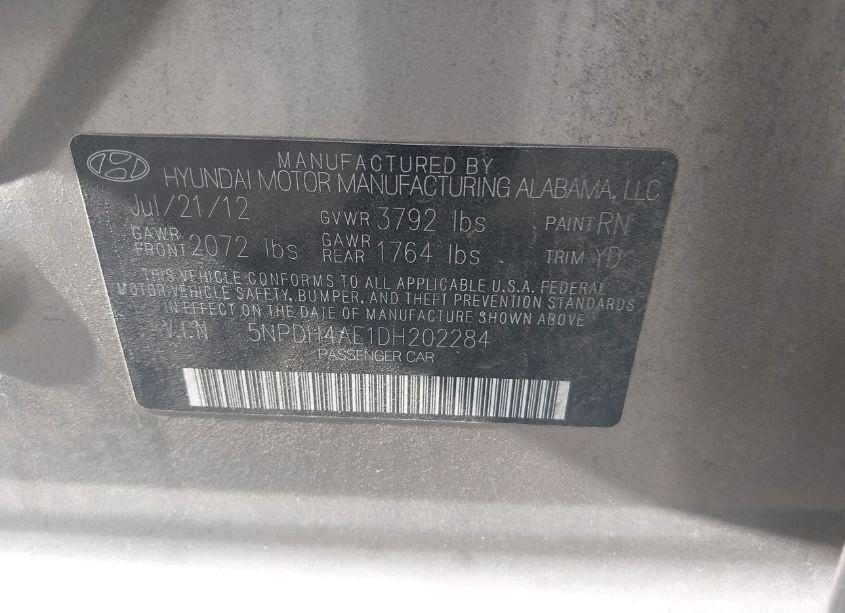 MANUFACTURED BY
HYUNDAI MOTOR MANUFACTURING ALABAMA, LLC
Jul/21/12 GVWR 3792 lbs PAINT RN
GAWR FRONT 2072 lbs GAWR REAR 1764 lbs TRIM YD
THIS VEHICLE CONFORMS TO ALL APPLICABLE U.S.A. FEDERAL
MOTOR VEHICLE SAFETY, BUMPER, AND THEFT PREVENTION STANDARDS
IN EFFECT ON THE DATE OF MANUFACTURE SHOWN ABOVE.
V.I.N 5NPDH4AE1DH202284
PASSENGER CAR